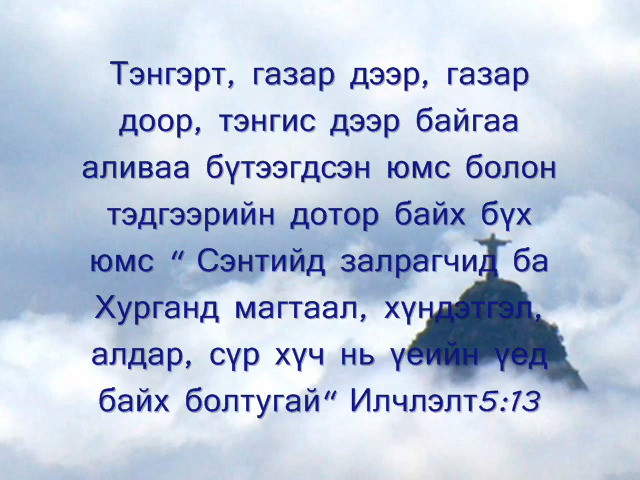 Тэнгэрт, газар дээр, газар
доор, тэнгис дээр байгаа
аливаа бүтээгдсэн юмс болон
тэдгээрийн дотор байх бүх
юмс “ Сэнтийд залрагчид ба
Хурганд магтаал, хүндэтгэл,
алдар, сүр хүч нь үеийн үед
байх болтугай“ Илчлэлт5:13